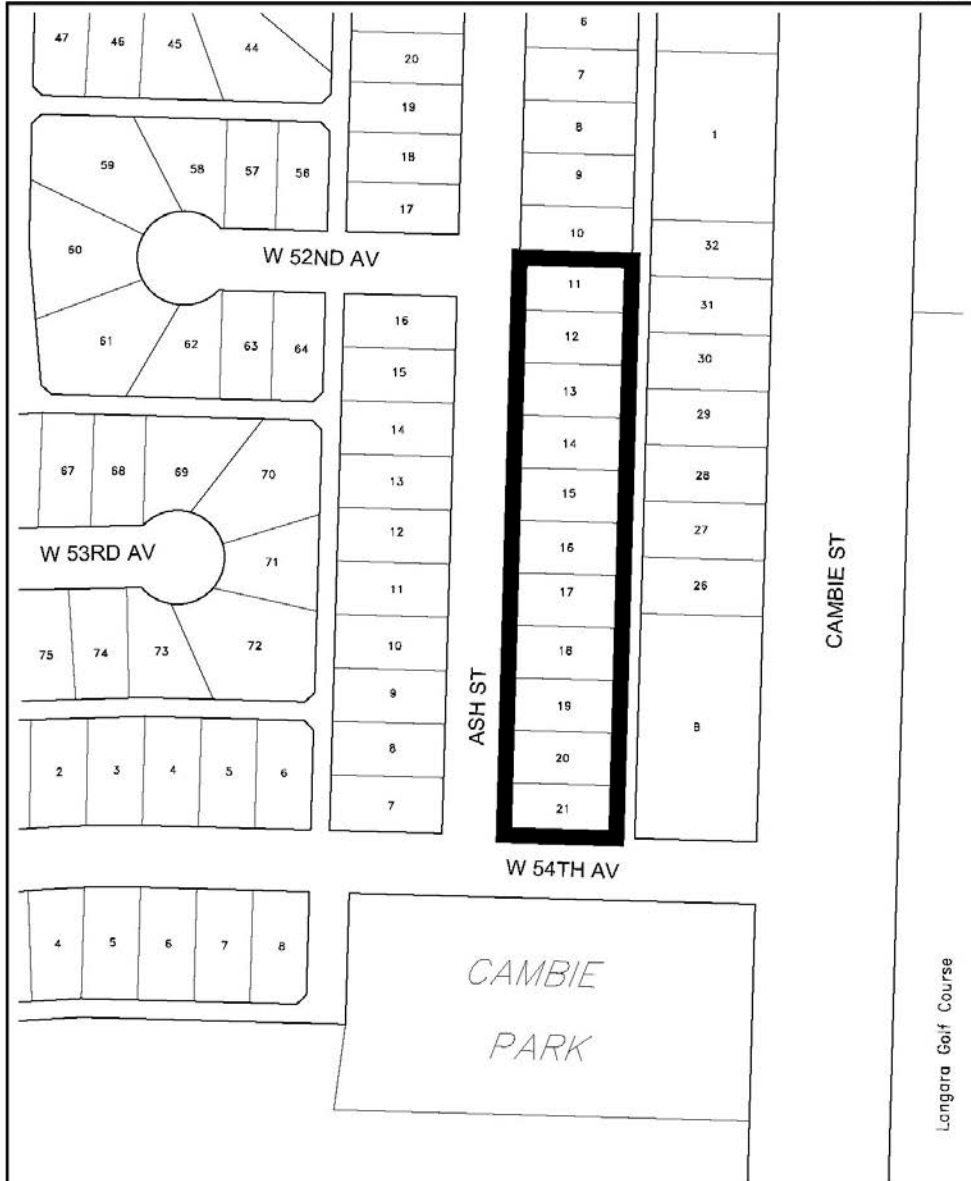 47 46 45 44
20
19
18
17
6
7
8
9
10
1
32
31
30
29
28
27
26
B
59 58 57 56
60
61 62 63 64
W 52ND AV
16
15
14
13
12
11
10
9
8
7
11
12
13
14
15
16
17
18
19
20
21
67 68 69 70
71
72
W 53RD AV
75 74 73
2 3 4 5 6
ASH ST
CAMBIE ST
W 54TH AV
4 5 6 7 8
CAMBIE
PARK
Langara Golf Course